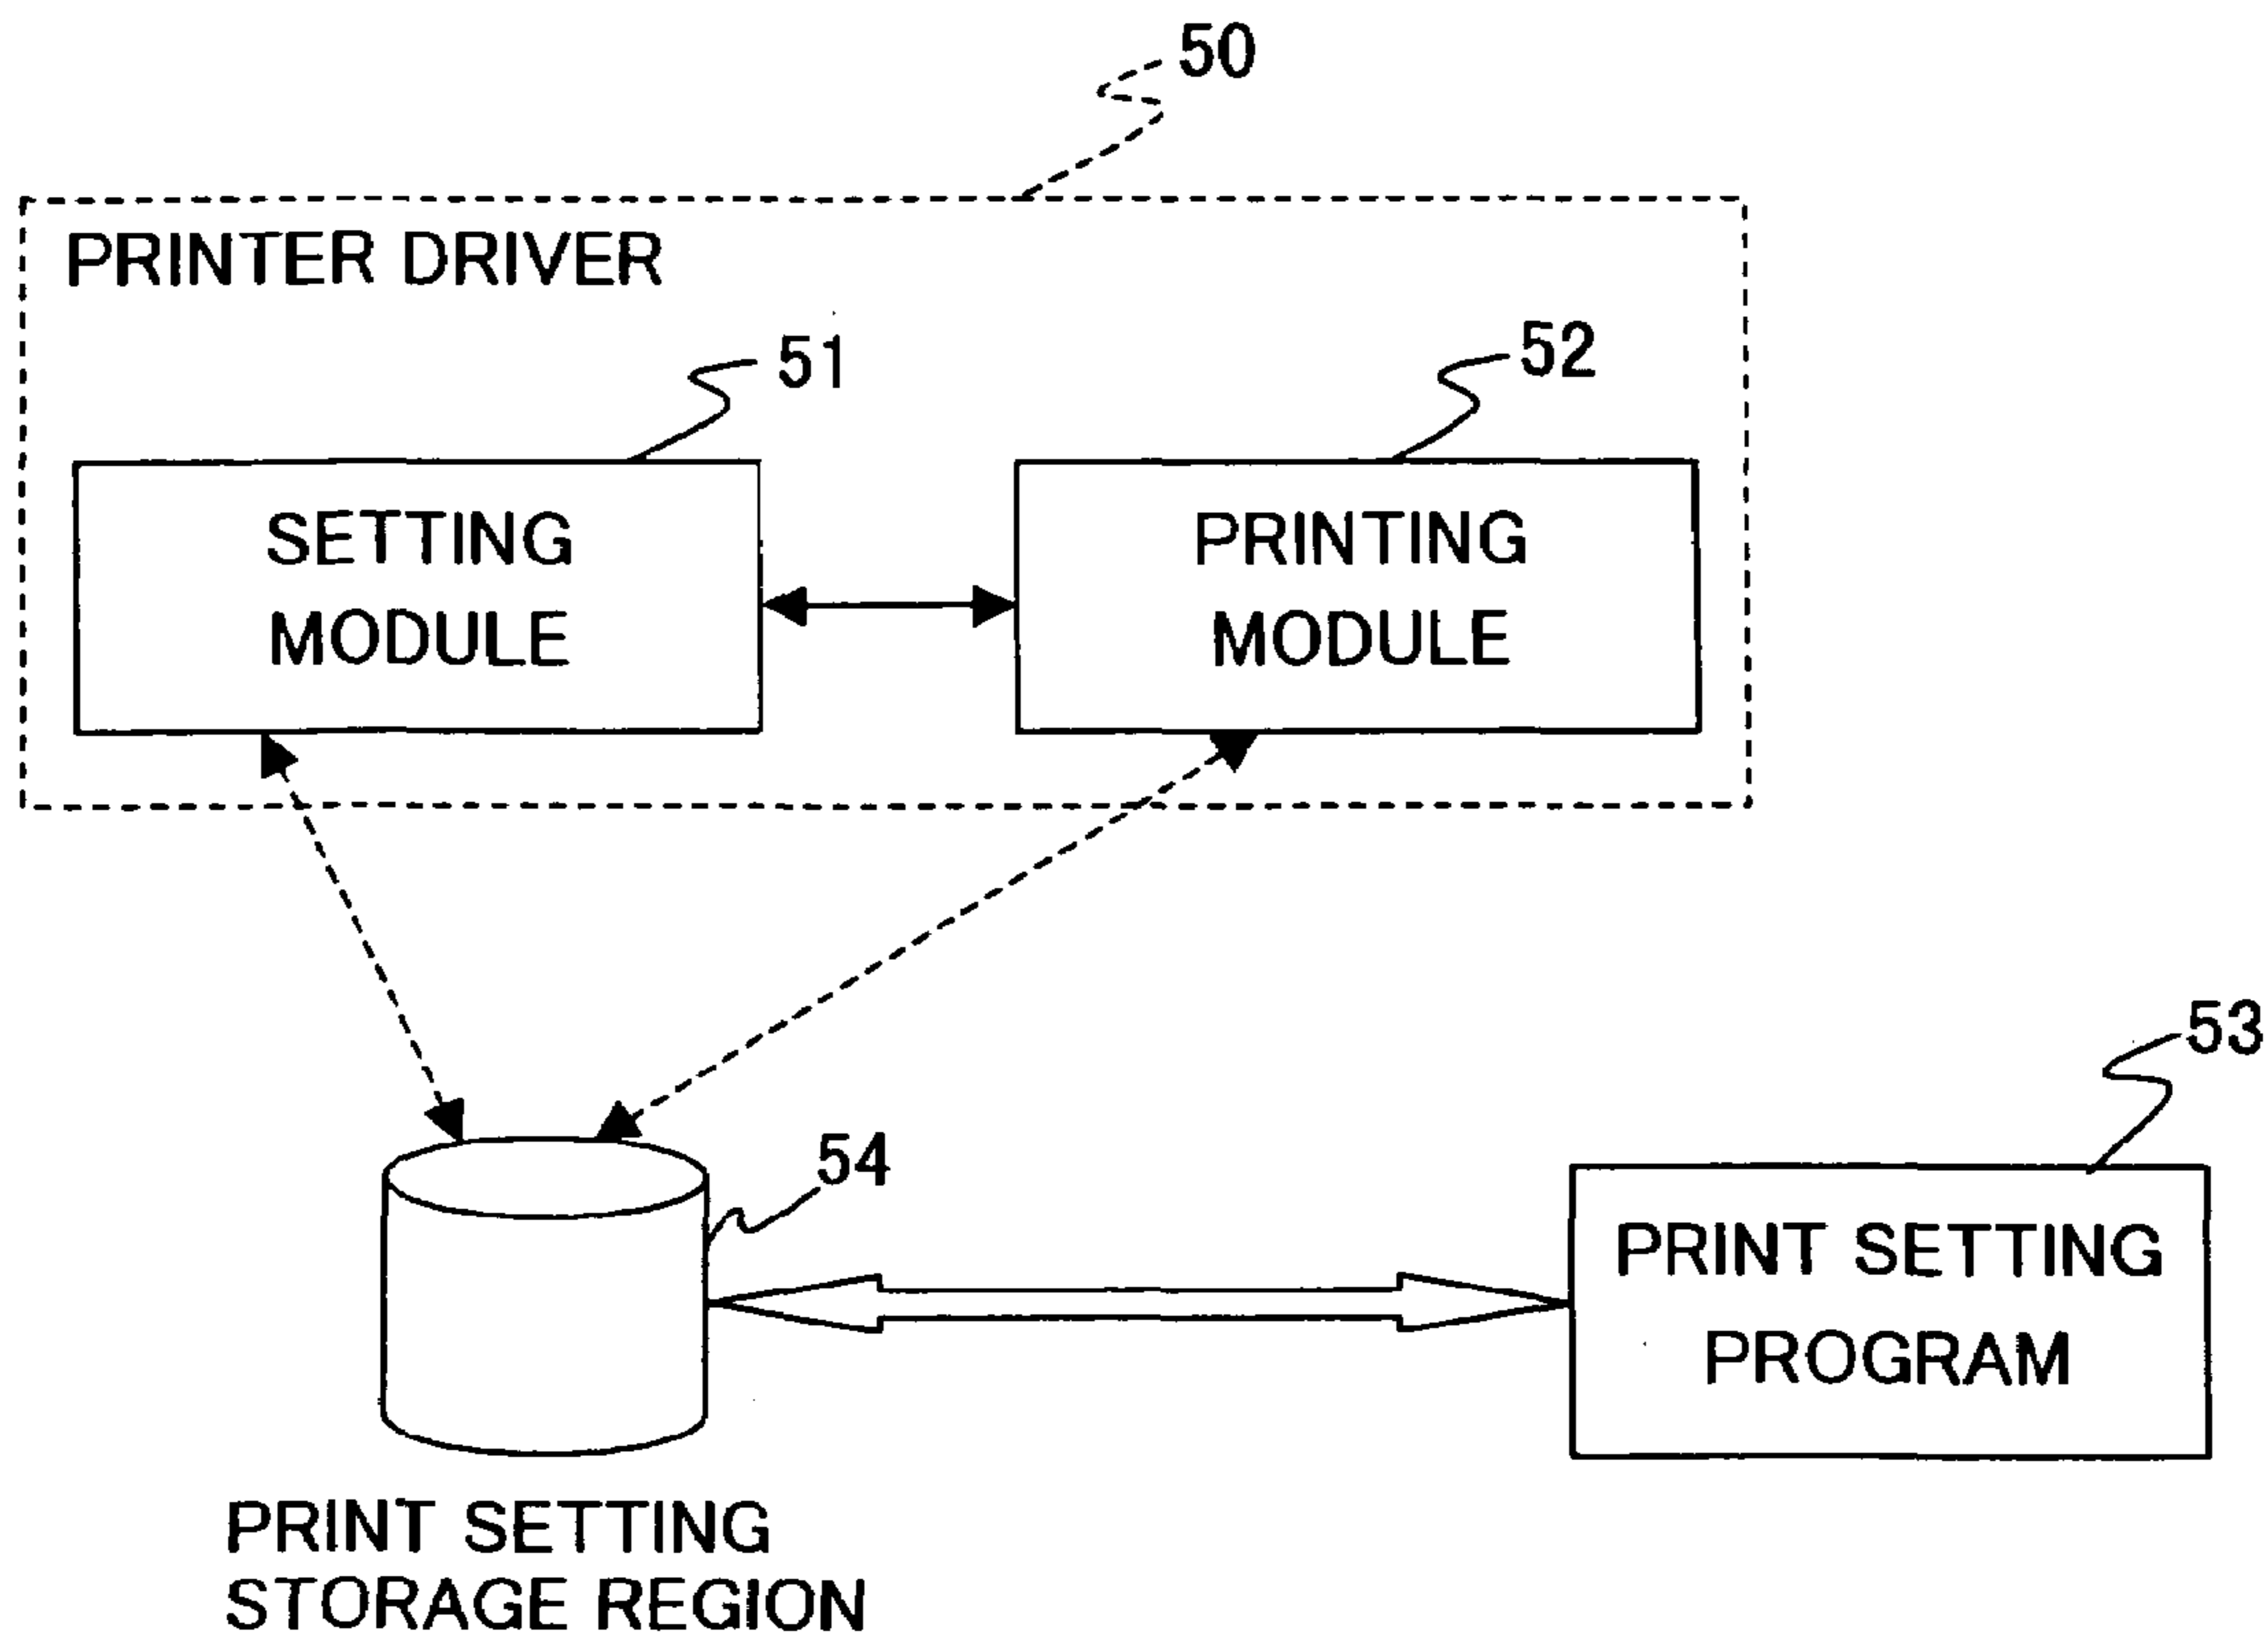 50
PRINTER DRIVER
51
52
SETTING
MODULE
PRINTING
MODULE
53
54
PRINT SETTING
PROGRAM
PRINT SETTING
STORAGE REGION